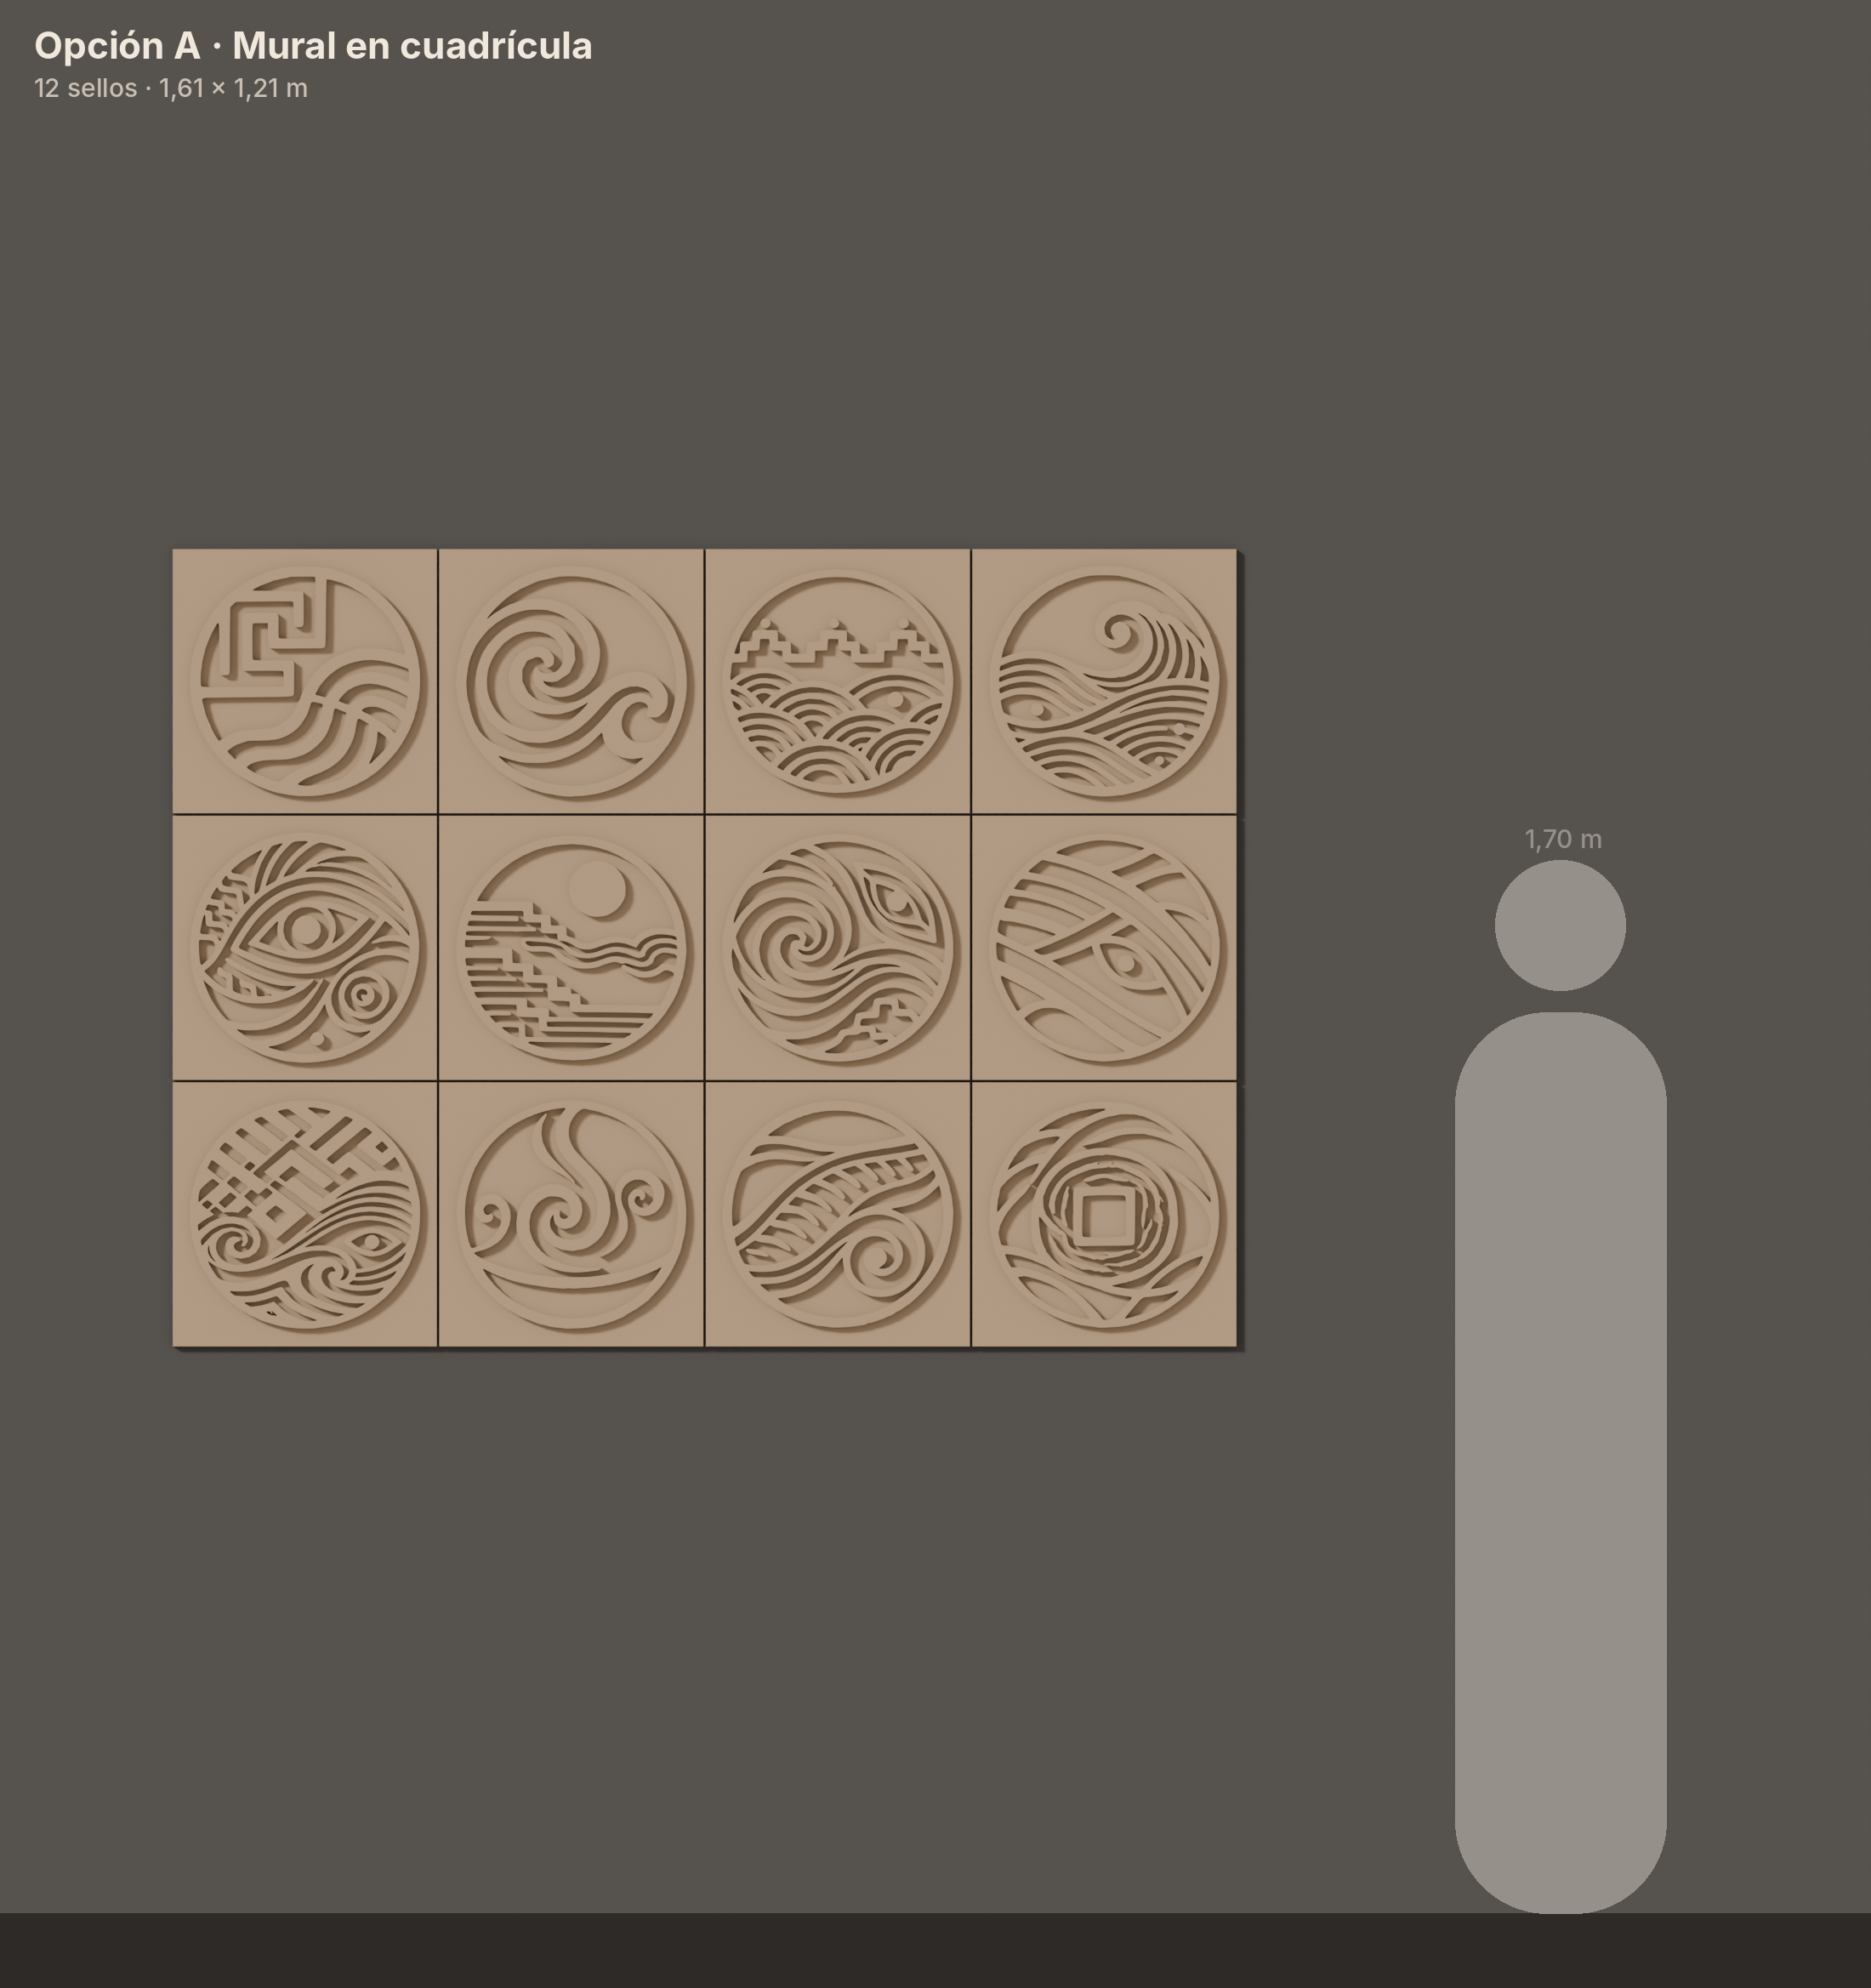 Opción A · Mural en cuadrícula
12 sellos · 1,61 × 1,21 m
1,70 m